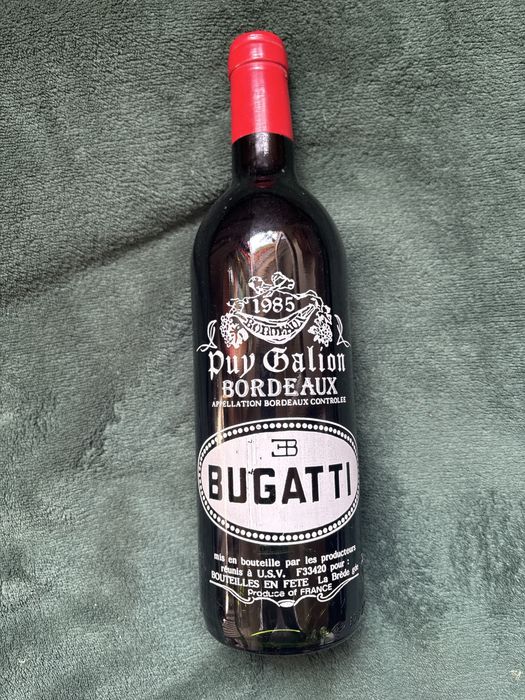 1985
BORDEAUX
Puy Galion
BORDEAUX
APPELLATION BORDEAUX CONTROLEE
EB
BUGATTI
mis en bouteille par les producteurs
réunis à U.S.V. F33420 pour :
BOUTEILLES EN FETE La Brède
Produce of FRANCE